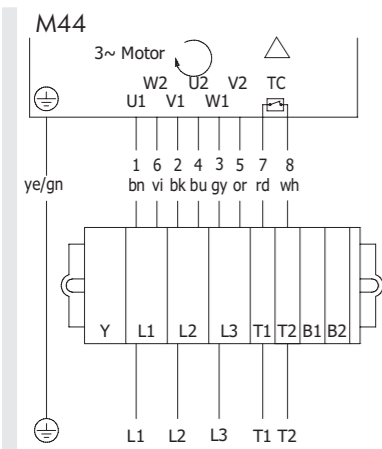 M44
3~ Motor
W2 U2 V2 TC
U1 V1 W1
1 6 2 4 3 5 7 8
ye/gn bn vi bk bu gy or rd wh
Y L1 L2 L3 T1 T2 B1 B2
L1 L2 L3 T1 T2